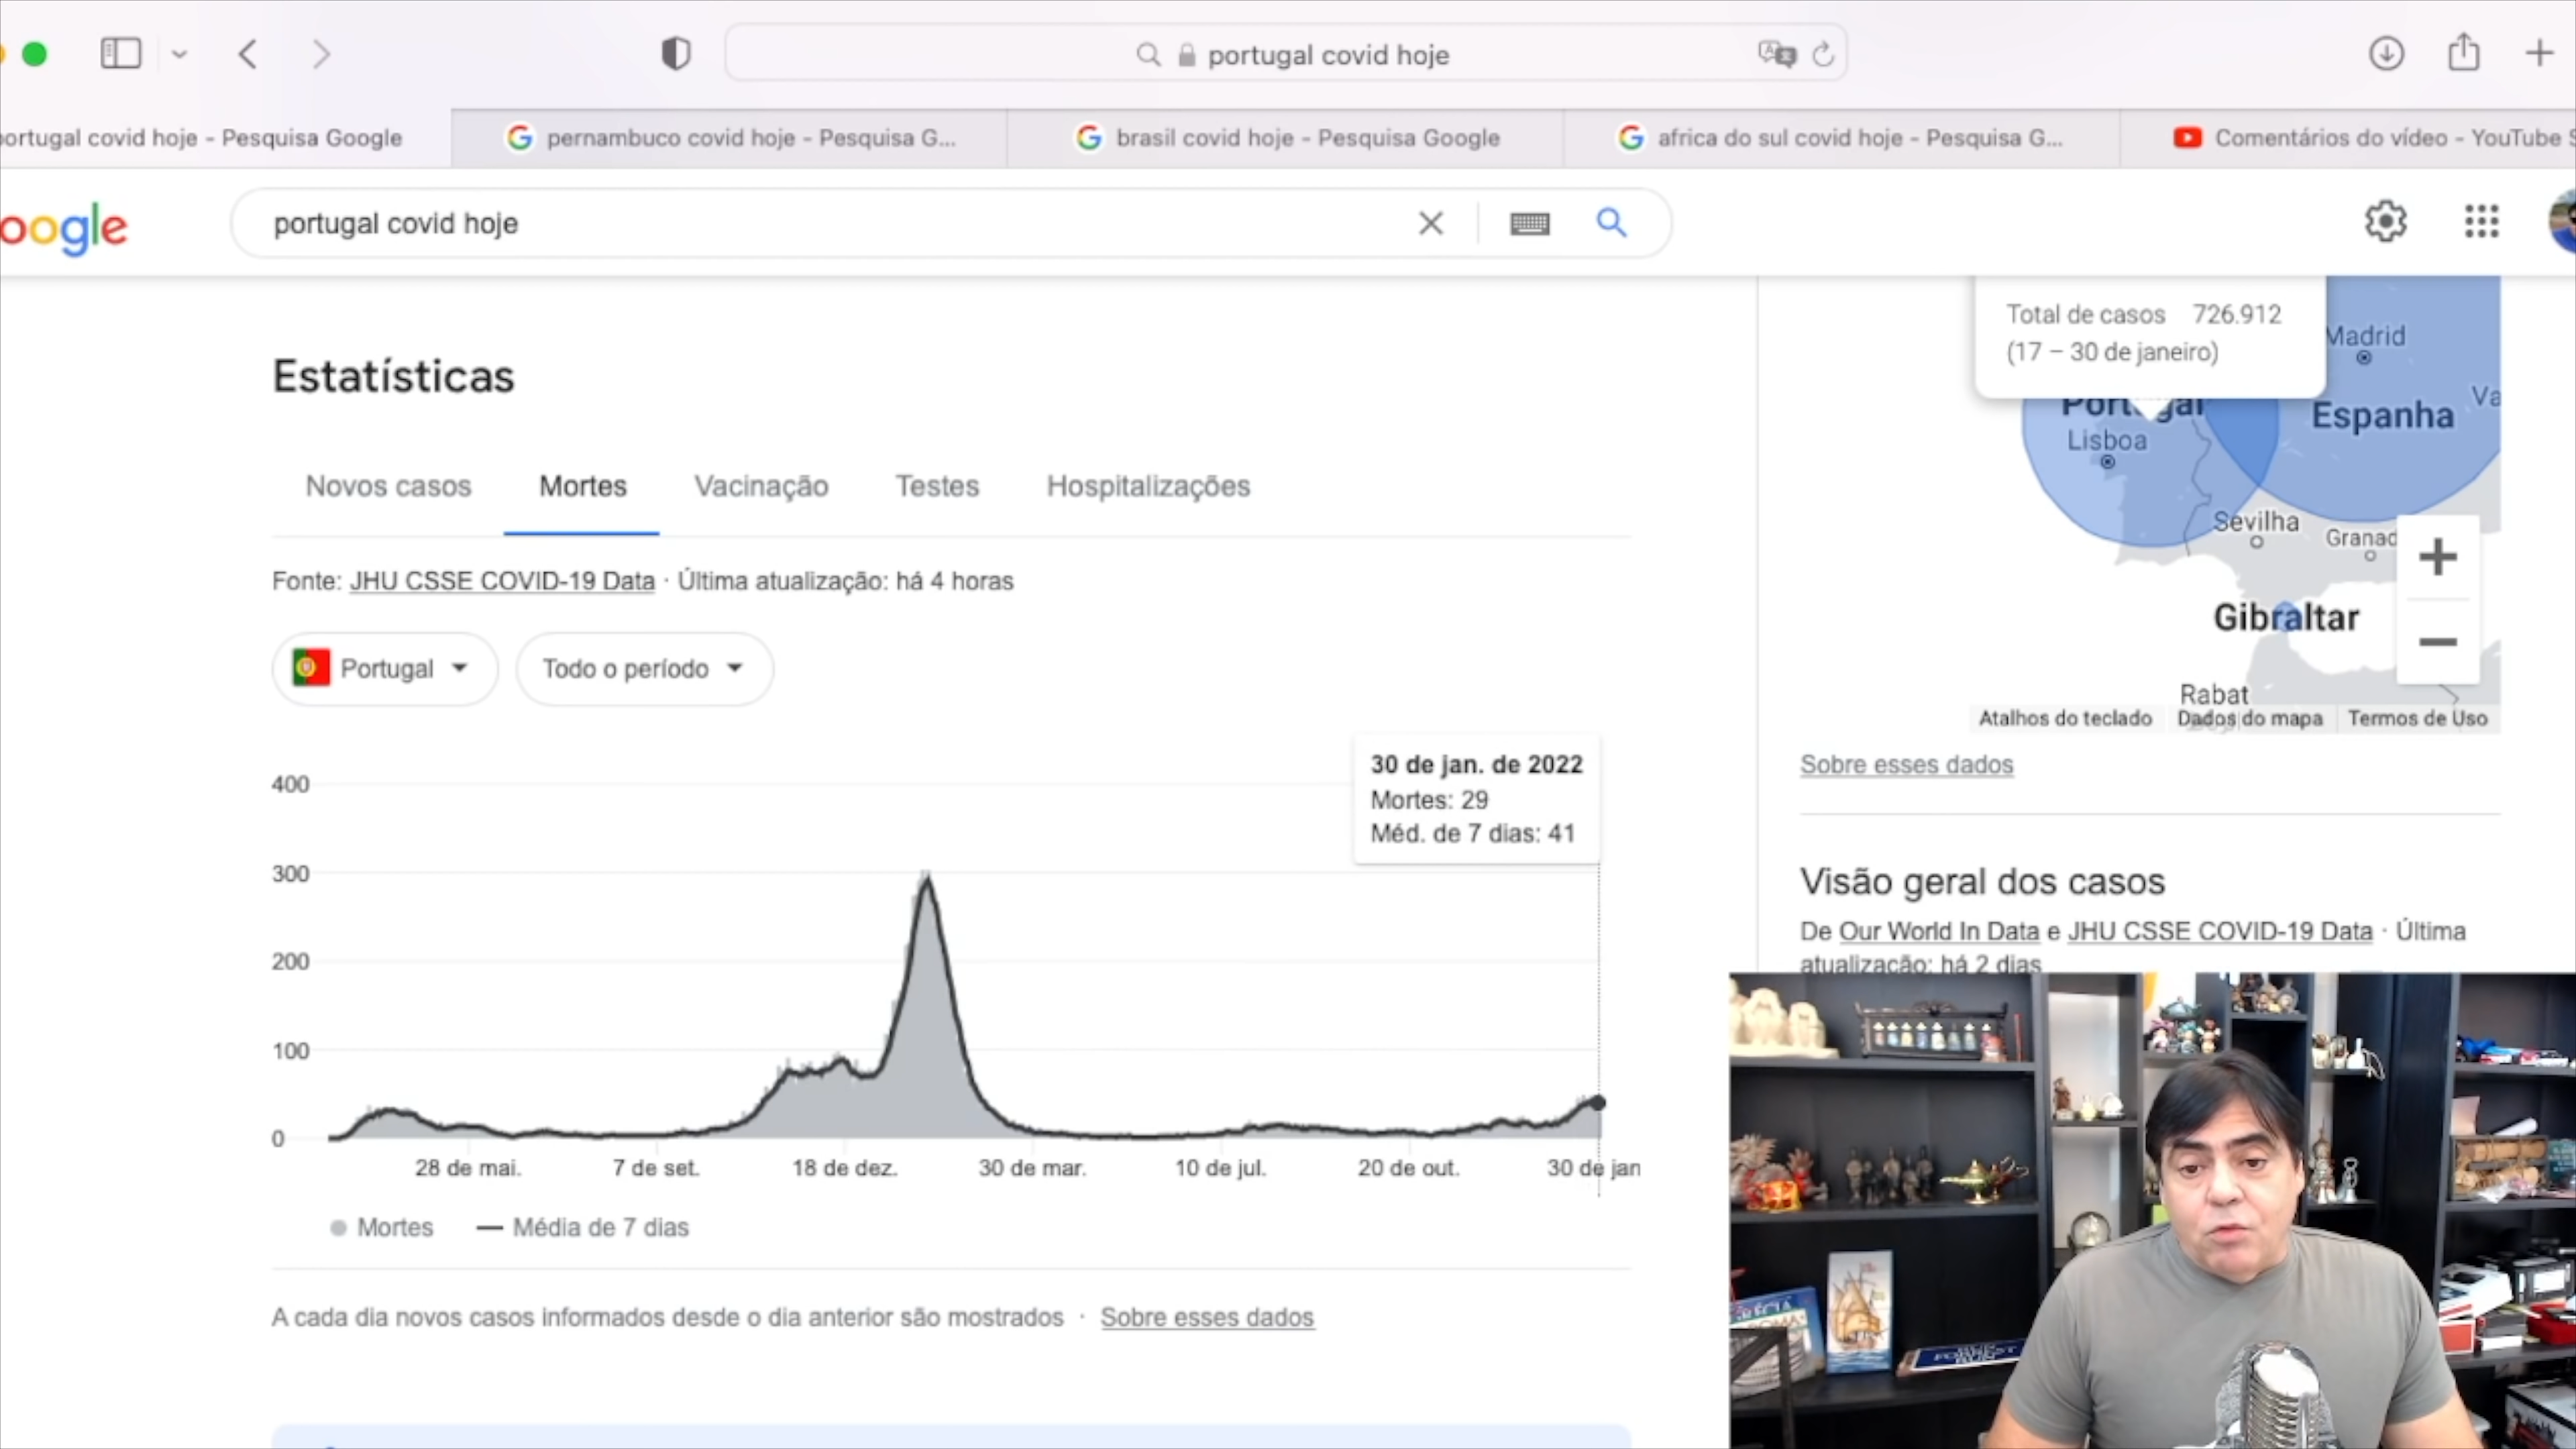 portugal covid hoje
ortugal covid hoje - Pesquisa Google
pernambuco covid hoje - Pesquisa G...
brasil covid hoje - Pesquisa Google
africa do sul covid hoje - Pesquisa G...
Comentários do vídeo - YouTube S
oogle
portugal covid hoje
Estatísticas
Novos casos
Mortes
Vacinação
Testes
Hospitalizações
Fonte: JHU CSSE COVID-19 Data · Última atualização: há 4 horas
Portugal
Todo o período
30 de jan. de 2022
Mortes: 29
Méd. de 7 dias: 41
400
300
200
100
0
28 de mai.
7 de set.
18 de dez.
30 de mar.
10 de jul.
20 de out.
30 de jan
Mortes
Média de 7 dias
A cada dia novos casos informados desde o dia anterior são mostrados · Sobre esses dados
Total de casos 726.912
(17 – 30 de janeiro)
Madrid
Va
Portugal
Espanha
Lisboa
Sevilha
Granad
Gibraltar
Rabat
Atalhos do teclado
Dados do mapa
Termos de Uso
Sobre esses dados
Visão geral dos casos
De Our World In Data e JHU CSSE COVID-19 Data · Última
atualização: há 2 dias